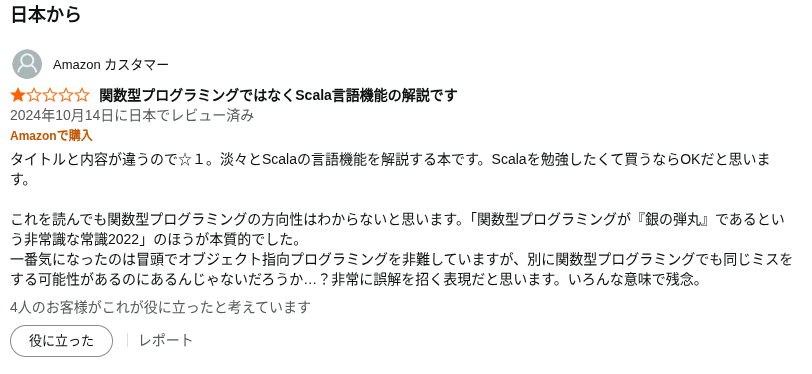 日本から
Amazon カスタマー
関数型プログラミングではなくScala言語機能の解説です
2024年10月14日に日本でレビュー済み
Amazonで購入
タイトルと内容が違うので☆１。淡々とScalaの言語機能を解説する本です。Scalaを勉強したくて買うならOKだと思いま
す。
これを読んでも関数型プログラミングの方向性はわからないと思います。「関数型プログラミングが『銀の弾丸』であるとい
う非常識な常識2022」のほうが本質的でした。
一番気になったのは冒頭でオブジェクト指向プログラミングを非難していますが、別に関数型プログラミングでも同じミスを
する可能性があるのにあるんじゃないだろうか…？非常に誤解を招く表現だと思います。いろんな意味で残念。
4人のお客様がこれが役に立ったと考えています
役に立った
レポート